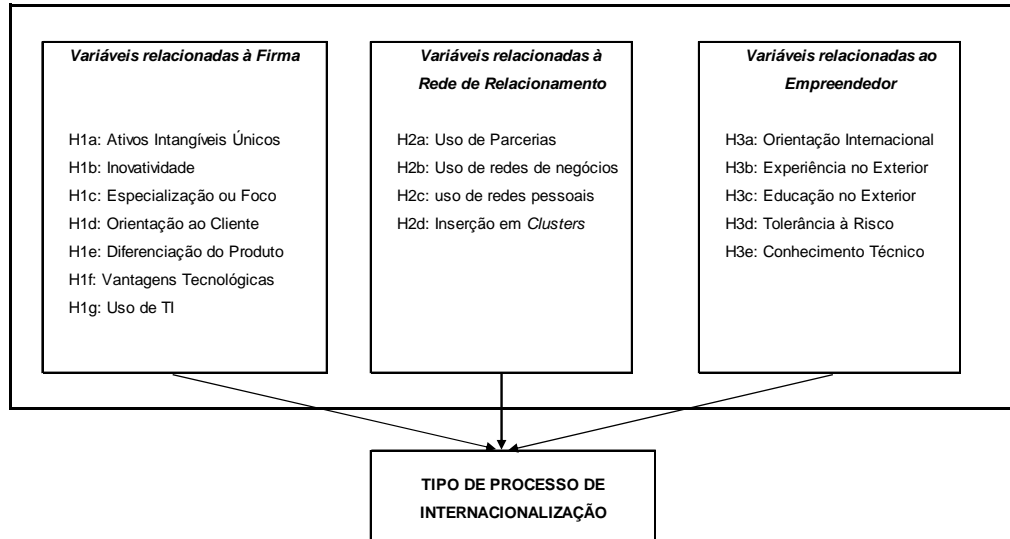 Variáveis relacionadas à Firma
H1a: Ativos Intangíveis Únicos
H1b: Inovatividade
H1c: Especialização ou Foco
H1d: Orientação ao Cliente
H1e: Diferenciação do Produto
H1f: Vantagens Tecnológicas
H1g: Uso de TI
Variáveis relacionadas à
Rede de Relacionamento
H2a: Uso de Parcerias
H2b: Uso de redes de negócios
H2c: uso de redes pessoais
H2d: Inserção em Clusters
Variáveis relacionadas ao
Empreendedor
H3a: Orientação Internacional
H3b: Experiência no Exterior
H3c: Educação no Exterior
H3d: Tolerância à Risco
H3e: Conhecimento Técnico
TIPO DE PROCESSO DE
INTERNACIONALIZAÇÃO